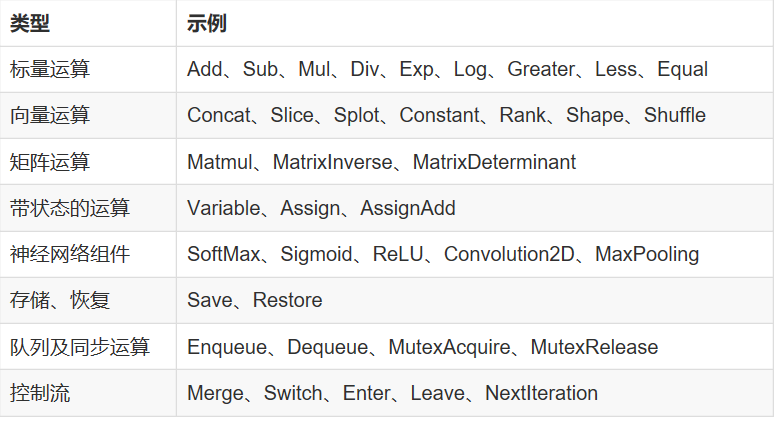 类型 示例
标量运算 Add、Sub、Mul、Div、Exp、Log、Greater、Less、Equal
向量运算 Concat、Slice、Splot、Constant、Rank、Shape、Shuffle
矩阵运算 Matmul、MatrixInverse、MatrixDeterminant
带状态的运算 Variable、Assign、AssignAdd
神经网络组件 SoftMax、Sigmoid、ReLU、Convolution2D、MaxPooling
存储、恢复 Save、Restore
队列及同步运算 Enqueue、Dequeue、MutexAcquire、MutexRelease
控制流 Merge、Switch、Enter、Leave、NextIteration